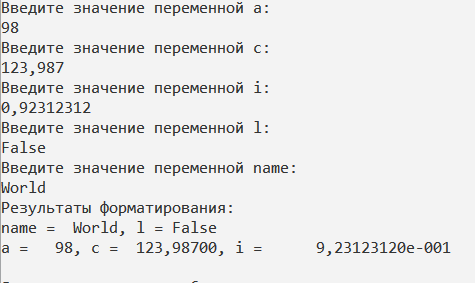 Введите значение переменной a:
98
Введите значение переменной c:
123,987
Введите значение переменной i:
0,92312312
Введите значение переменной l:
False
Введите значение переменной name:
World
Результаты форматирования:
name =  World, l = False
a =   98, c =  123,98700, i =      9,23123120e-001